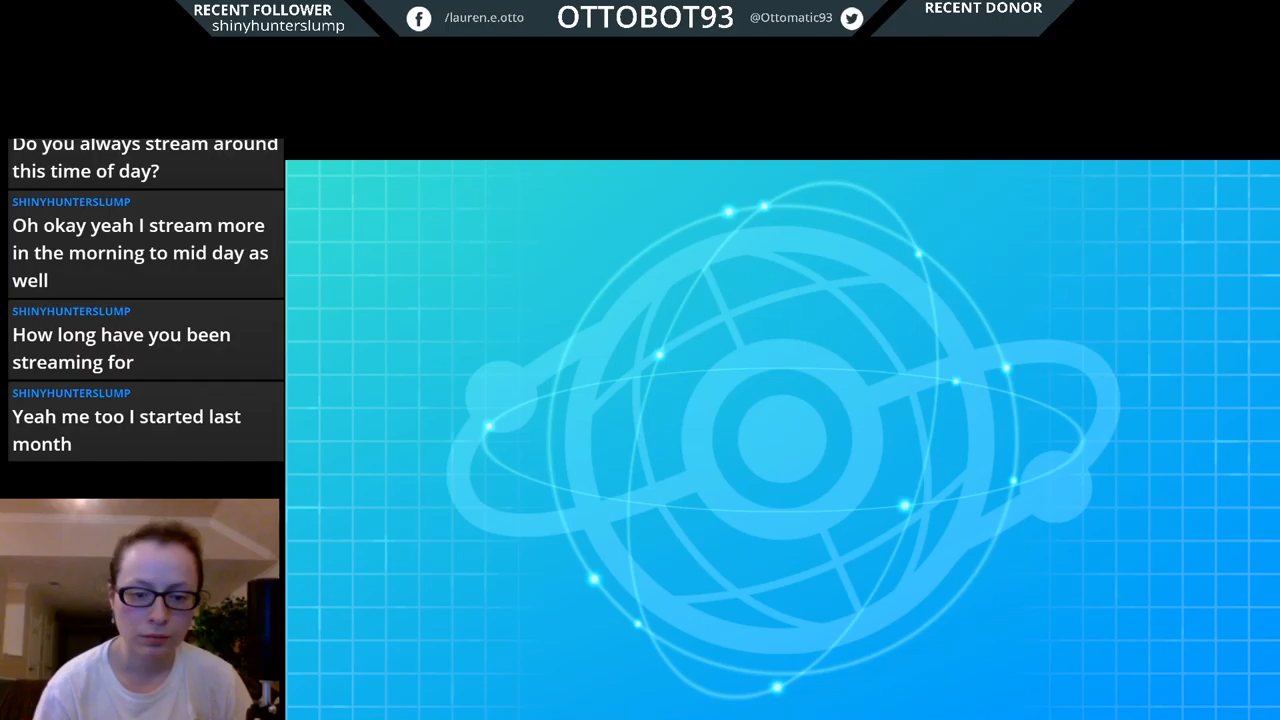 RECENT FOLLOWER
shinyhunterslump
/lauren.e.otto
OTTOBOT93
@Ottomatic93
RECENT DONOR
Do you always stream around
this time of day?
SHINYHUNTERSLUMP
Oh okay yeah I stream more
in the morning to mid day as
well
SHINYHUNTERSLUMP
How long have you been
streaming for
SHINYHUNTERSLUMP
Yeah me too I started last
month